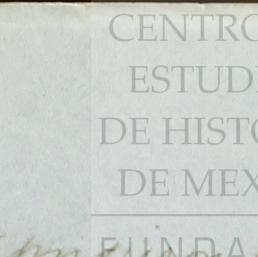 CENTRO
ESTUDI
DE HISTO
DE MEX
FUNDA